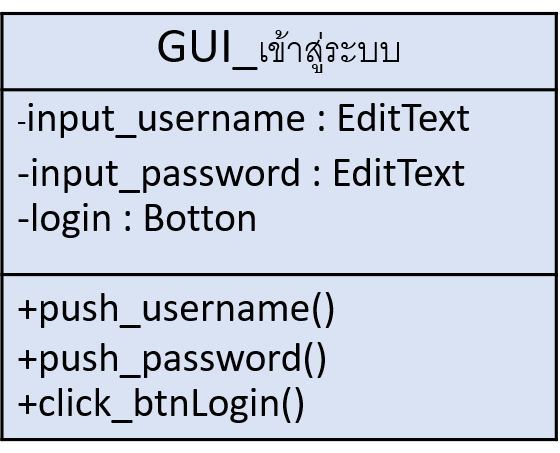 GUI_เข้าสู่ระบบ
-input_username : EditText
-input_password : EditText
-login : Botton
+push_username()
+push_password()
+click_btnLogin()